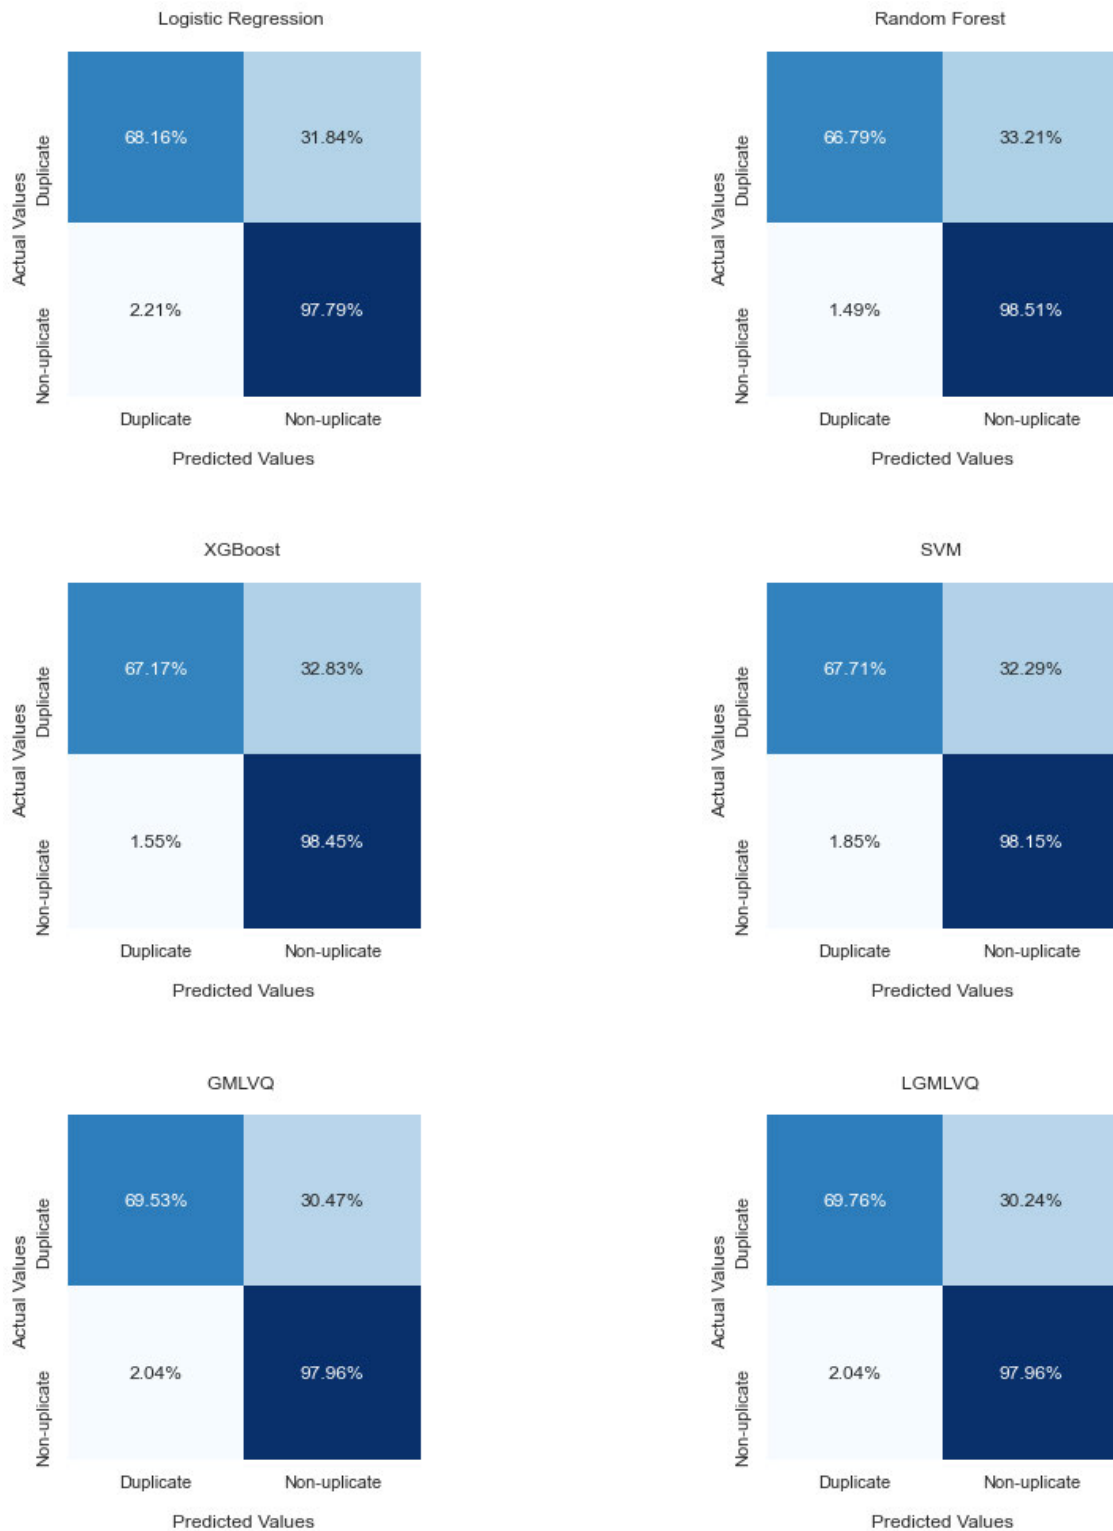 Logistic Regression
68.16% 31.84%
2.21% 97.79%
Actual Values
Duplicate
Non-uplicate
Duplicate Non-uplicate
Predicted Values
Random Forest
66.79% 33.21%
1.49% 98.51%
Actual Values
Duplicate
Non-uplicate
Duplicate Non-uplicate
Predicted Values
XGBoost
67.17% 32.83%
1.55% 98.45%
Actual Values
Duplicate
Non-uplicate
Duplicate Non-uplicate
Predicted Values
SVM
67.71% 32.29%
1.85% 98.15%
Actual Values
Duplicate
Non-uplicate
Duplicate Non-uplicate
Predicted Values
GMLVQ
69.53% 30.47%
2.04% 97.96%
Actual Values
Duplicate
Non-uplicate
Duplicate Non-uplicate
Predicted Values
LGMLVQ
69.76% 30.24%
2.04% 97.96%
Actual Values
Duplicate
Non-uplicate
Duplicate Non-uplicate
Predicted Values